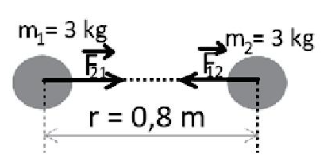 m₁= 3 kg
m₂= 3 kg
F₂₁
F₁₂
r = 0,8 m